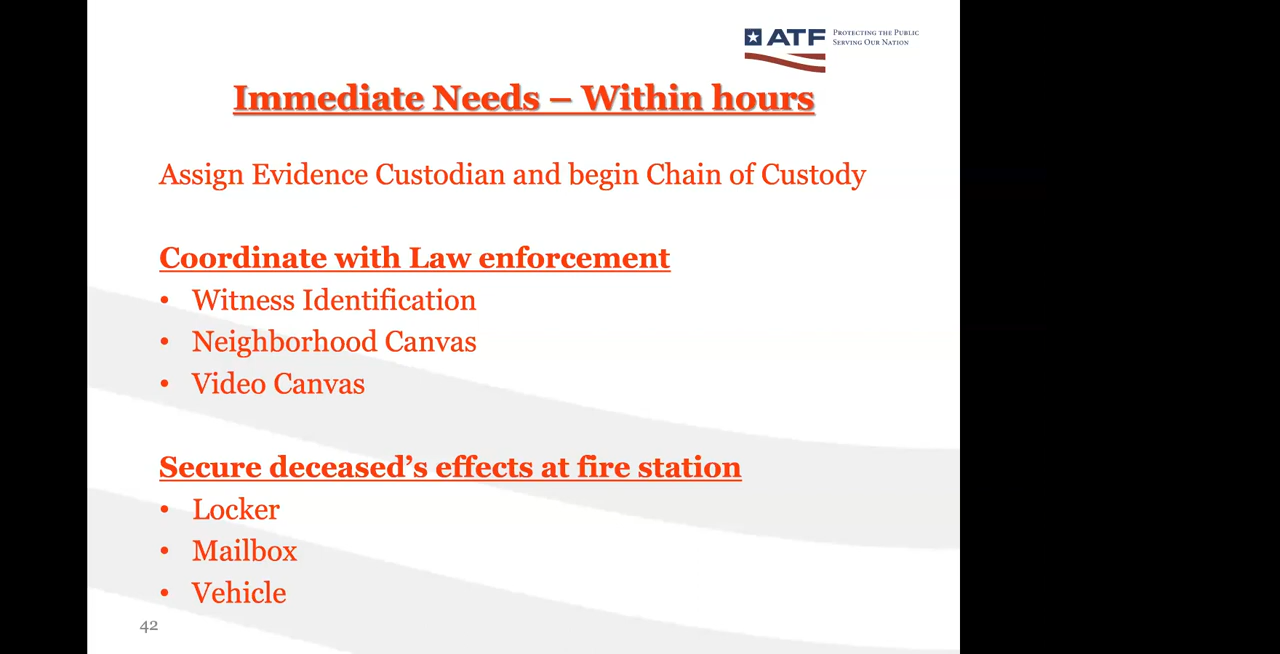 ATF PROTECTING THE PUBLIC
SERVING OUR NATION
Immediate Needs – Within hours
Assign Evidence Custodian and begin Chain of Custody
Coordinate with Law enforcement
• Witness Identification
• Neighborhood Canvas
• Video Canvas
Secure deceased’s effects at fire station
• Locker
• Mailbox
• Vehicle
42